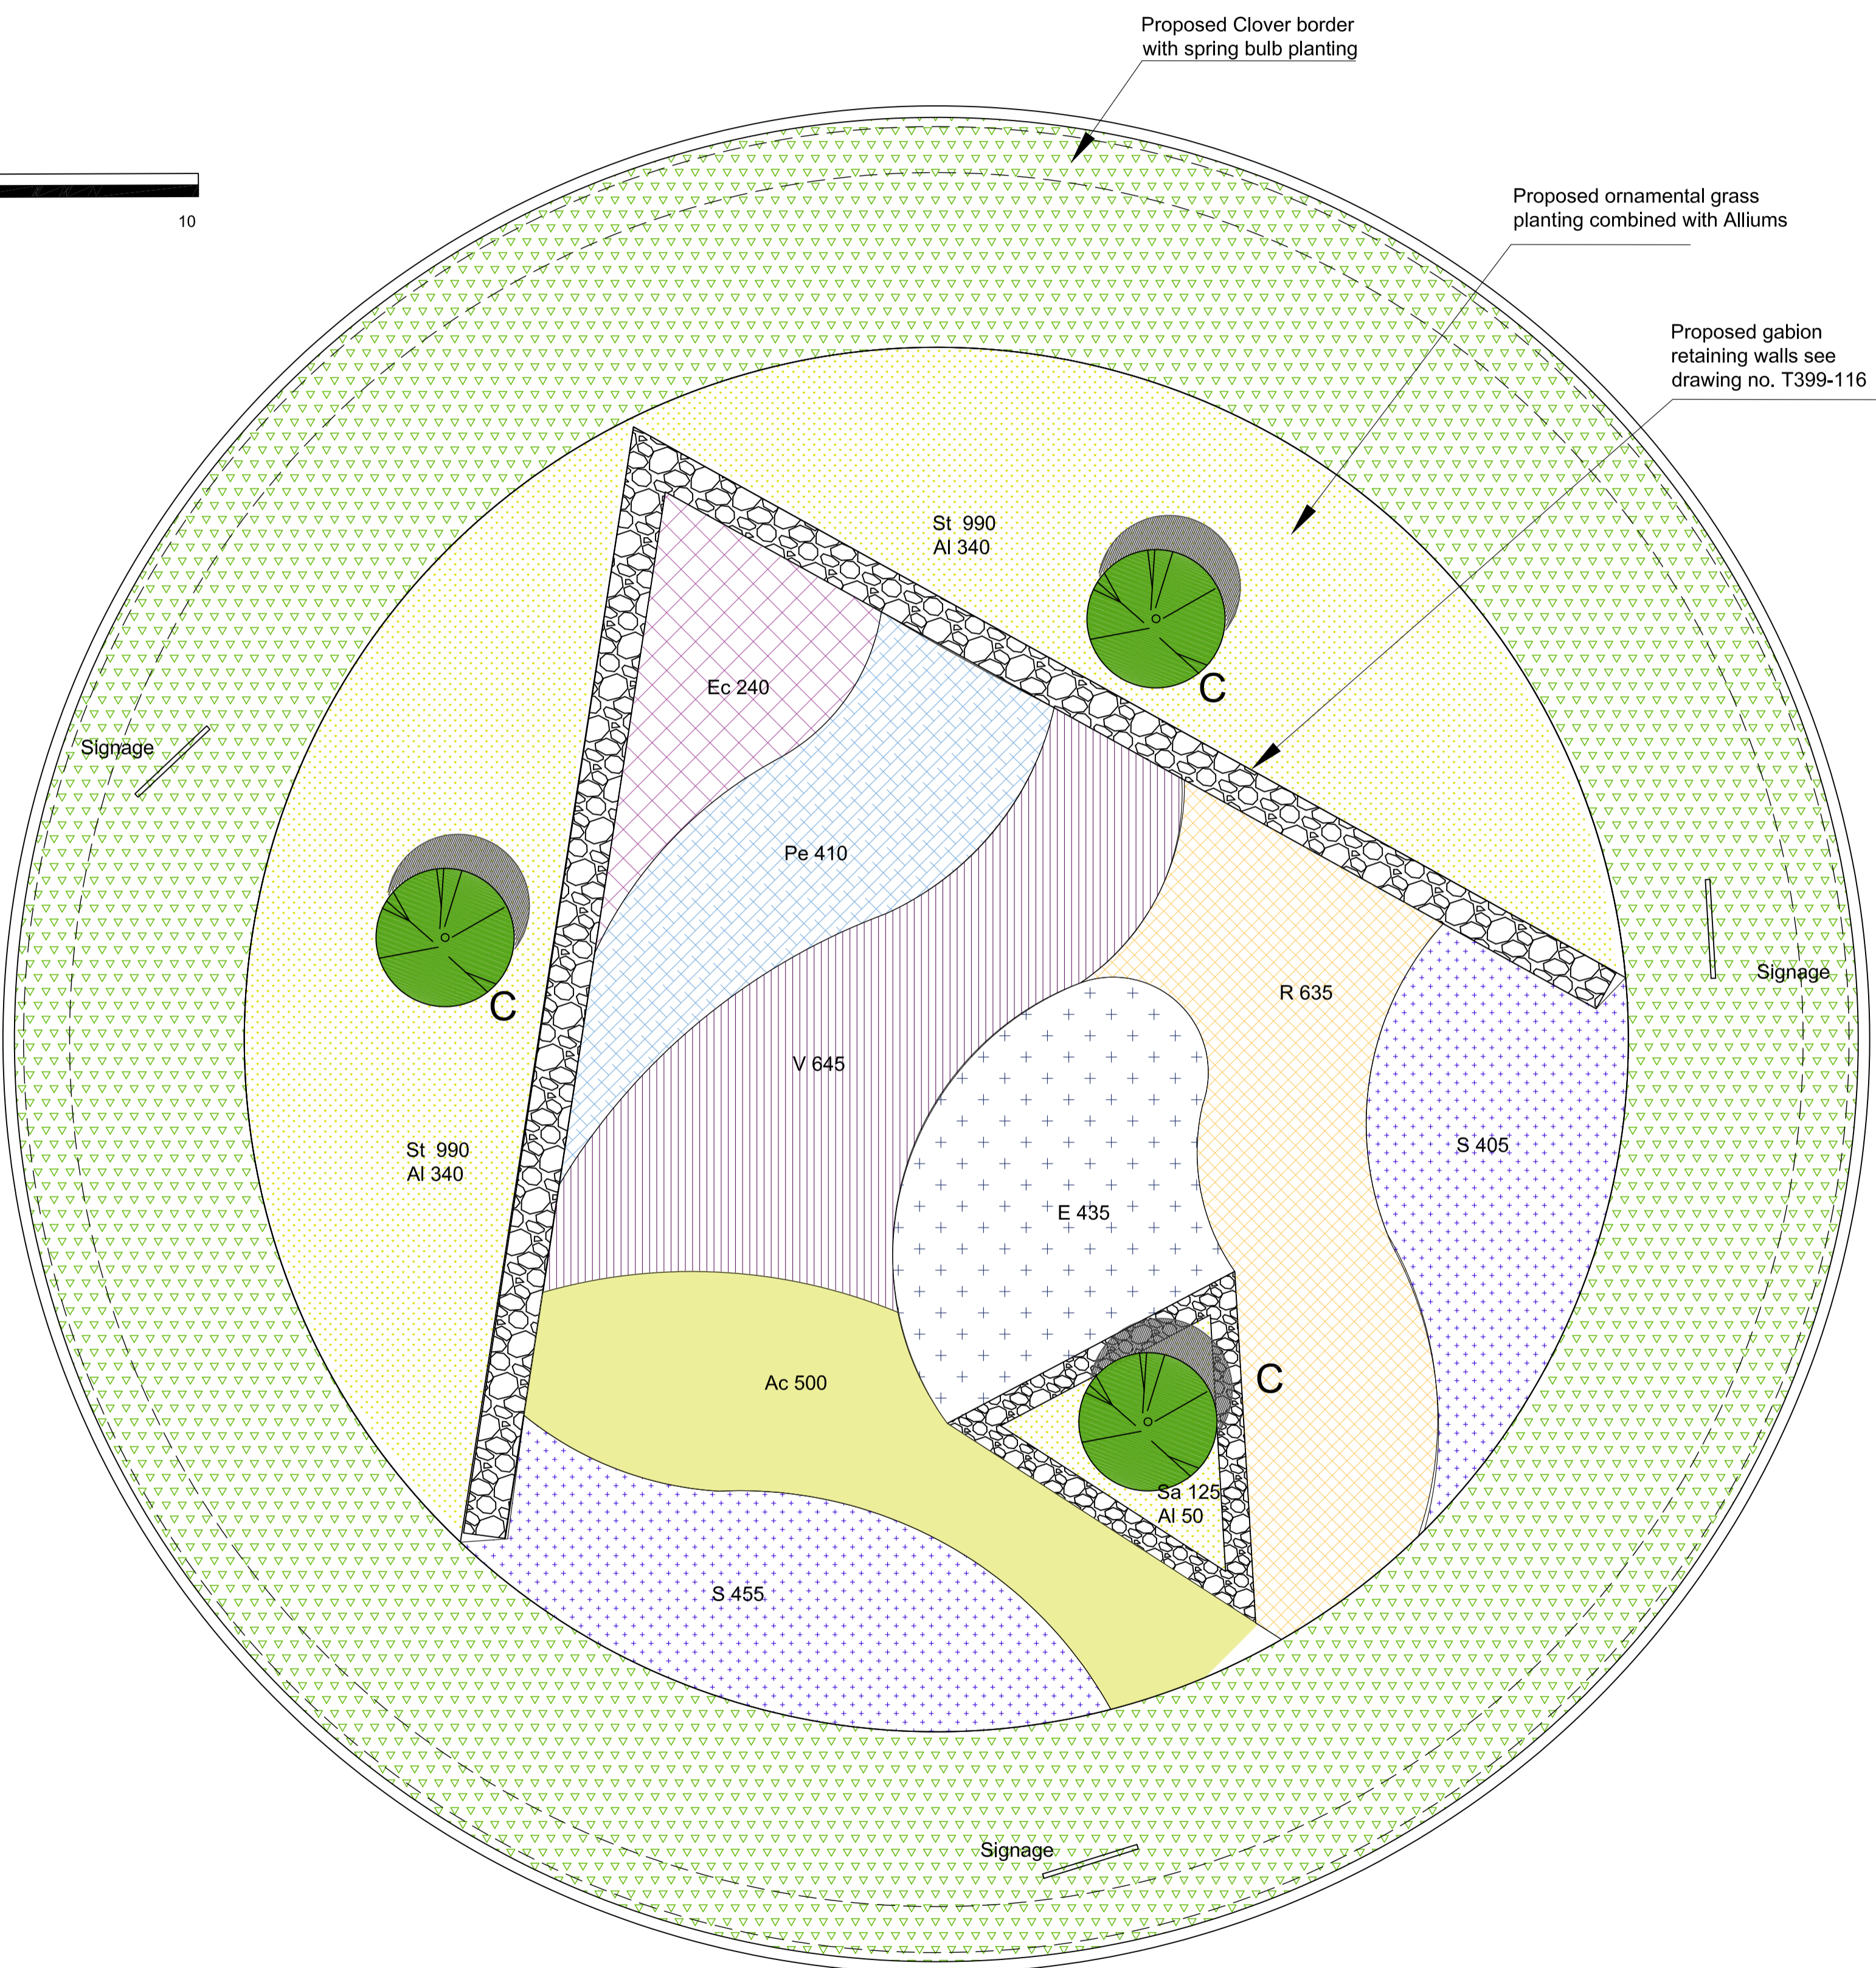 Proposed Clover border
with spring bulb planting
Proposed ornamental grass
planting combined with Alliums
10
Proposed gabion
retaining walls see
drawing no. T399-116
St 990
Al 340
C
Ec 240
Signage
Pe 410
Signage
R 635
C
V 645
S 405
St 990
Al 340
E 435
Ac 500
C
Sa 125
Al 50
S 455
Signage